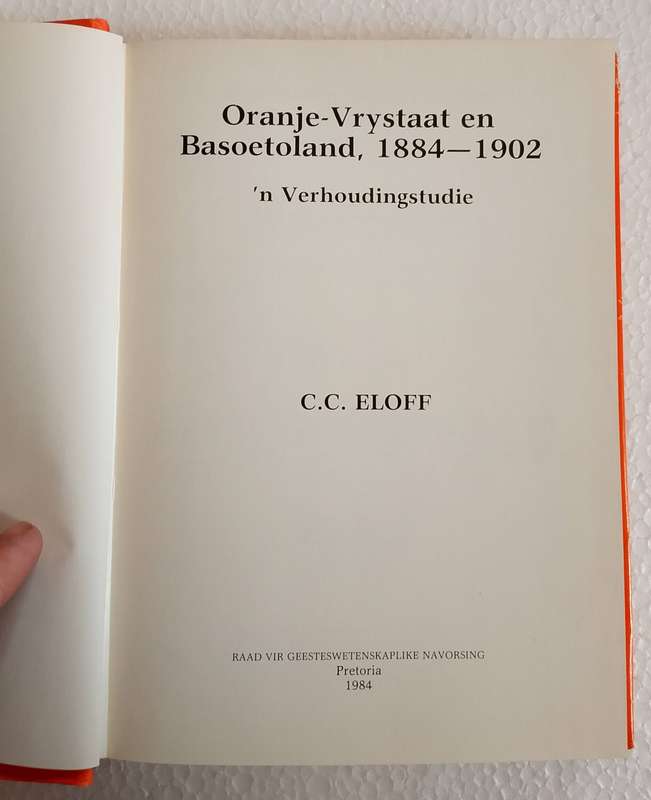 Oranje-Vrystaat en
Basoetoland, 1884—1902
'n Verhoudingstudie
C.C. ELOFF
RAAD VIR GEESTESWETENSKAPLIKE NAVORSING
Pretoria
1984